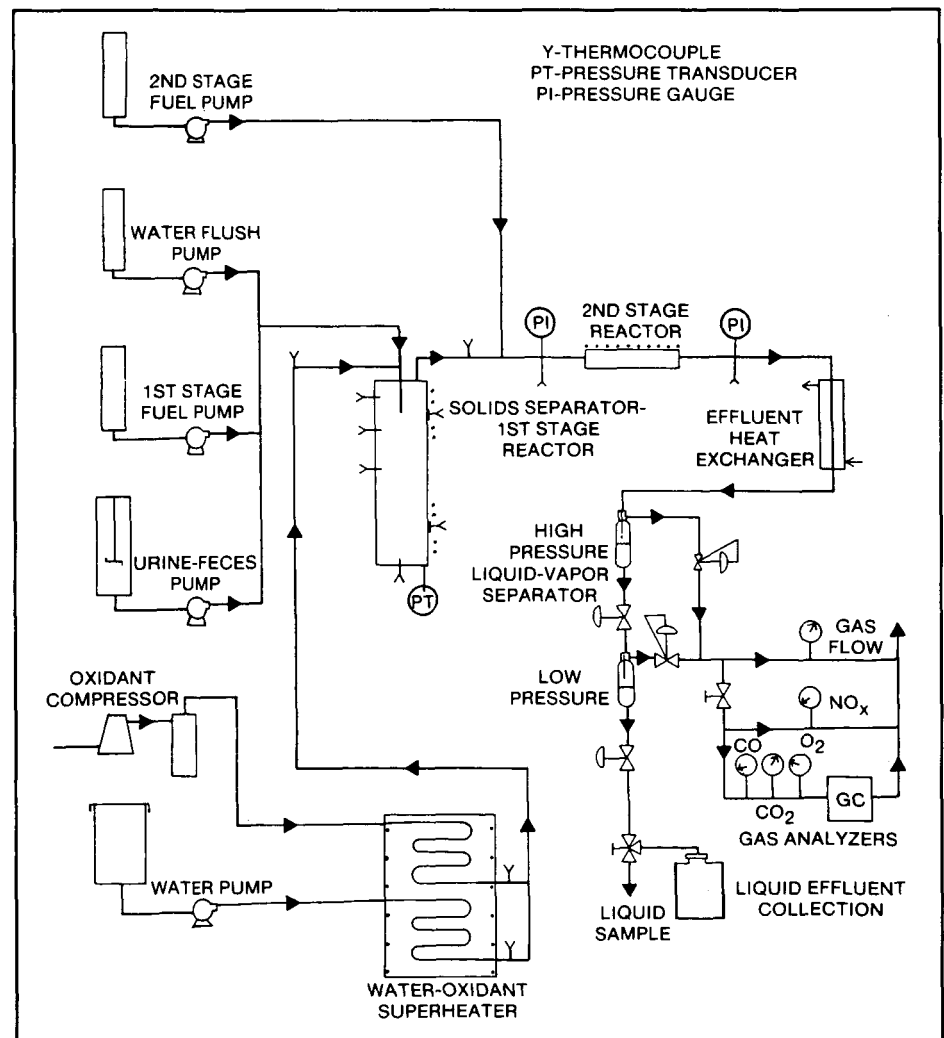 Y-THERMOCOUPLE
PT-PRESSURE TRANSDUCER
PI-PRESSURE GAUGE
2ND STAGE
FUEL PUMP
WATER FLUSH
PUMP
1ST STAGE
FUEL PUMP
URINE-FECES
PUMP
OXIDANT
COMPRESSOR
WATER PUMP
WATER-OXIDANT
SUPERHEATER
Y
Y
Y
Y
Y
Y
Y
Y
Y
Y
PT
SOLIDS SEPARATOR-
1ST STAGE
REACTOR
PI
2ND STAGE
REACTOR
PI
EFFLUENT
HEAT
EXCHANGER
HIGH
PRESSURE
LIQUID-VAPOR
SEPARATOR
LOW
PRESSURE
GAS
FLOW
NOx
CO
O2
CO2
GC
GAS ANALYZERS
LIQUID
SAMPLE
LIQUID EFFLUENT
COLLECTION